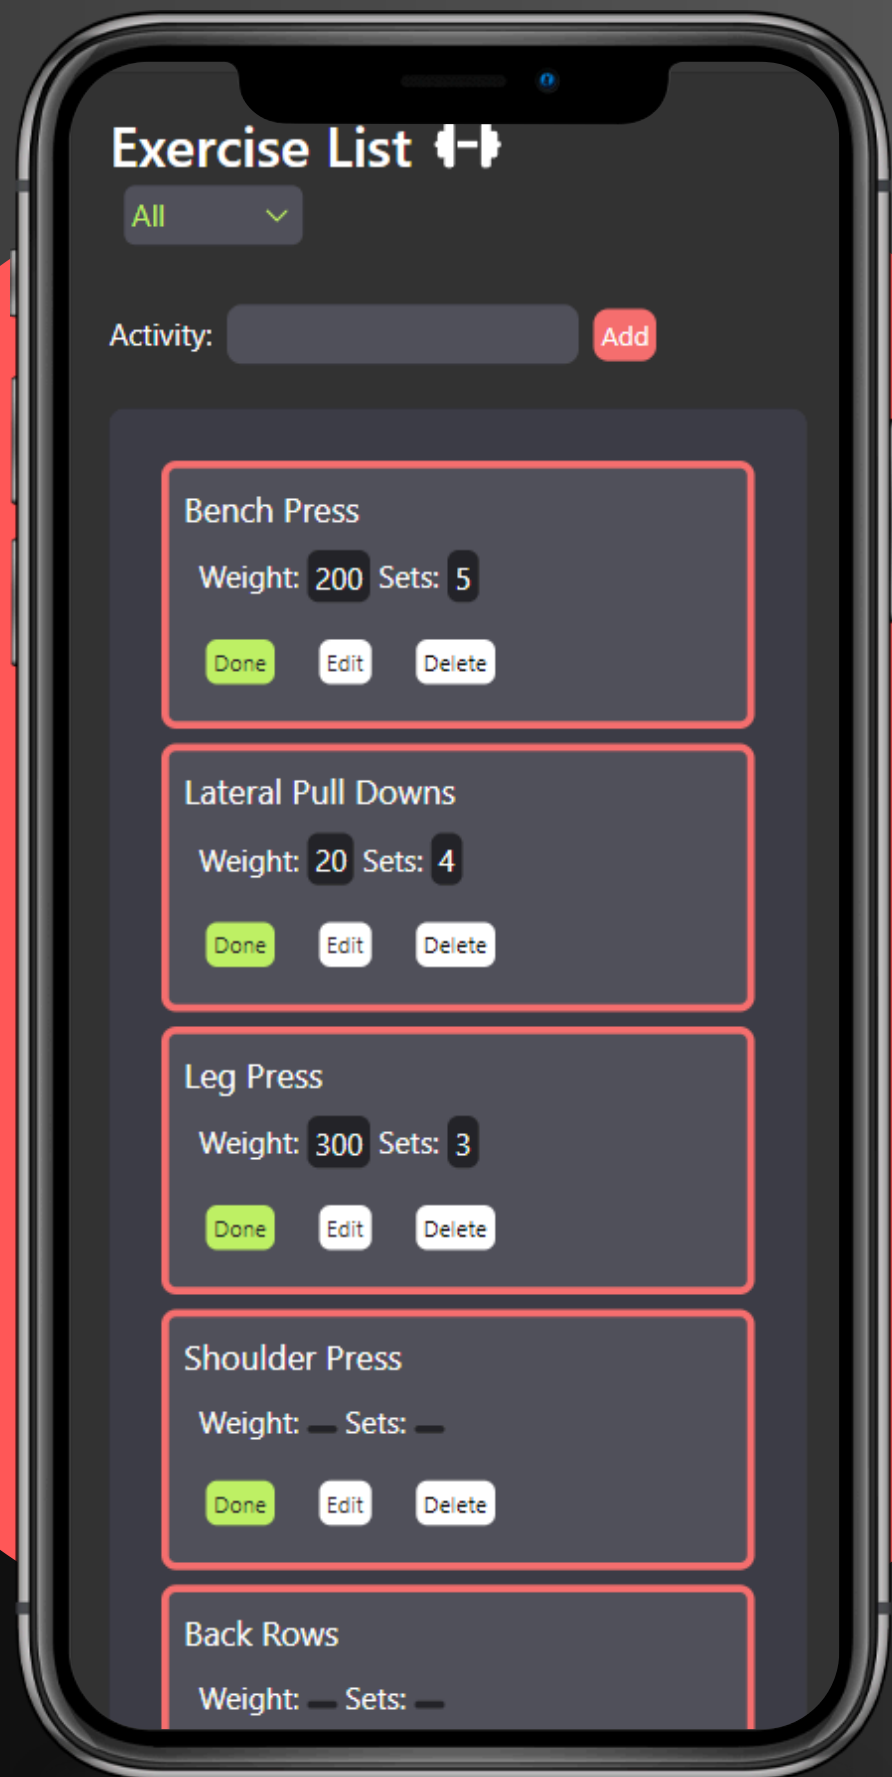 Exercise List
All
Activity: Add
Bench Press
Weight: 200 Sets: 5
Done Edit Delete
Lateral Pull Downs
Weight: 20 Sets: 4
Done Edit Delete
Leg Press
Weight: 300 Sets: 3
Done Edit Delete
Shoulder Press
Weight: Sets:
Done Edit Delete
Back Rows
Weight: Sets: